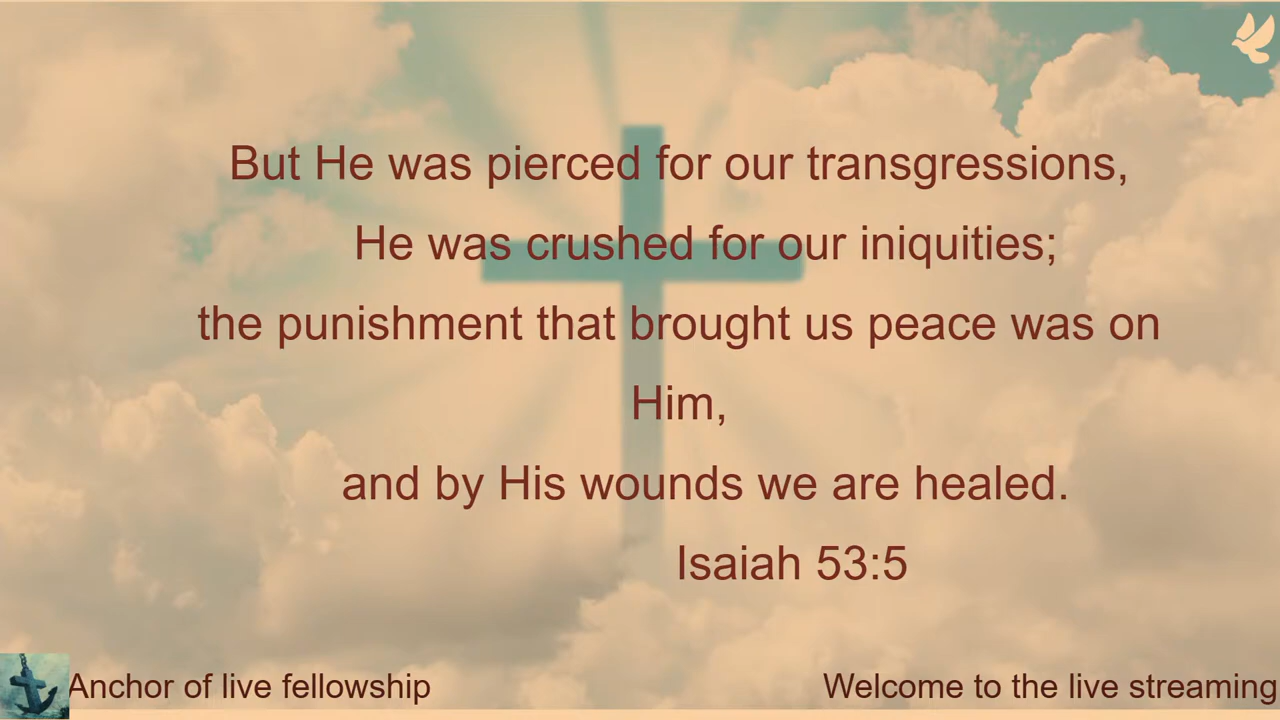 But He was pierced for our transgressions,
He was crushed for our iniquities;
the punishment that brought us peace was on
Him,
and by His wounds we are healed.
Isaiah 53:5
Anchor of live fellowship
Welcome to the live streaming